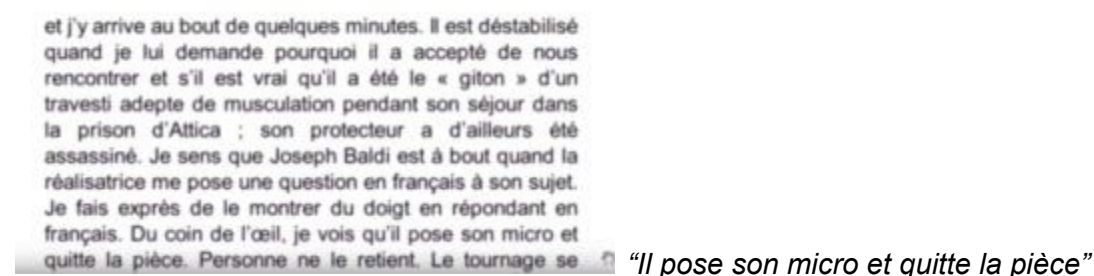 et j'y arrive au bout de quelques minutes. Il est déstabilisé
quand je lui demande pourquoi il a accepté de nous
rencontrer et s'il est vrai qu'il a été le « giton » d'un
travesti adepte de musculation pendant son séjour dans
la prison d'Attica ; son protecteur a d'ailleurs été
assassiné. Je sens que Joseph Baldi est à bout quand la
réalisatrice me pose une question en français à son sujet.
Je fais exprès de le montrer du doigt en répondant en
français. Du coin de l'œil, je vois qu'il pose son micro et
quitte la pièce. Personne ne le retient. Le tournage se
“Il pose son micro et quitte la pièce”